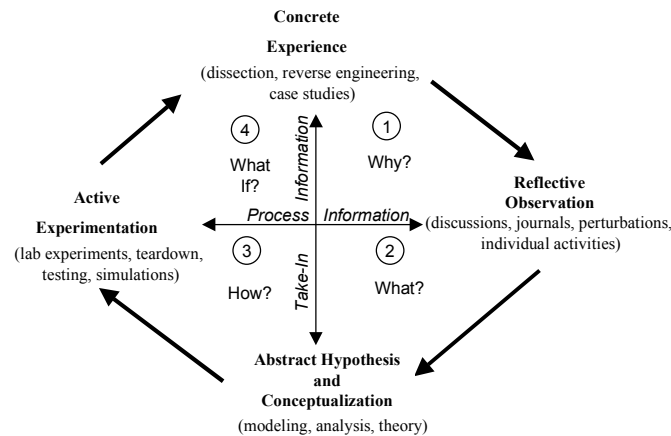 Concrete
Experience
(dissection, reverse engineering,
case studies)
4
1
What
If?
Why?
Information
Active
Experimentation
(lab experiments, teardown,
testing, simulations)
Reflective
Observation
(discussions, journals, perturbations,
individual activities)
Process Information
3
2
How?
What?
Take-In
Abstract Hypothesis
and
Conceptualization
(modeling, analysis, theory)